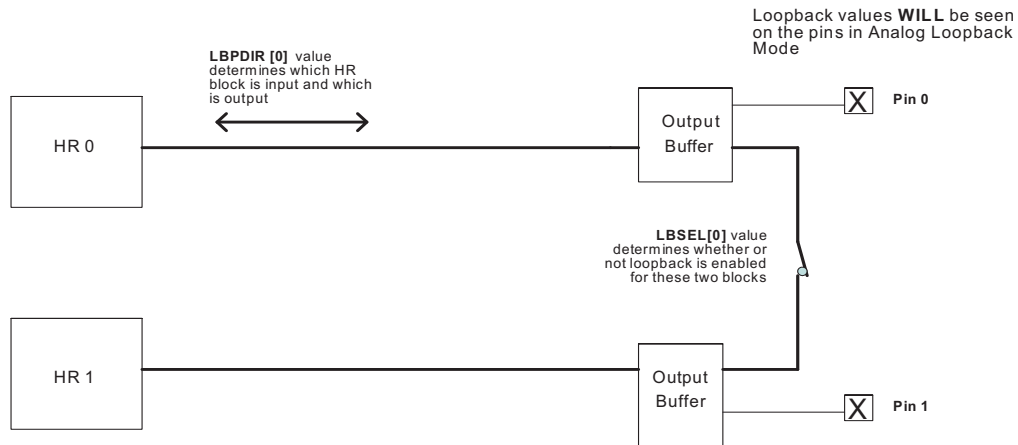 Loopback values WILL be seen
on the pins in Analog Loopback
Mode
LBPDIR [0] value
determines which HR
block is input and which
is output
HR 0
Output
Buffer
X
Pin 0
LBSEL[0] value
determines whether or
not loopback is enabled
for these two blocks
HR 1
Output
Buffer
X
Pin 1